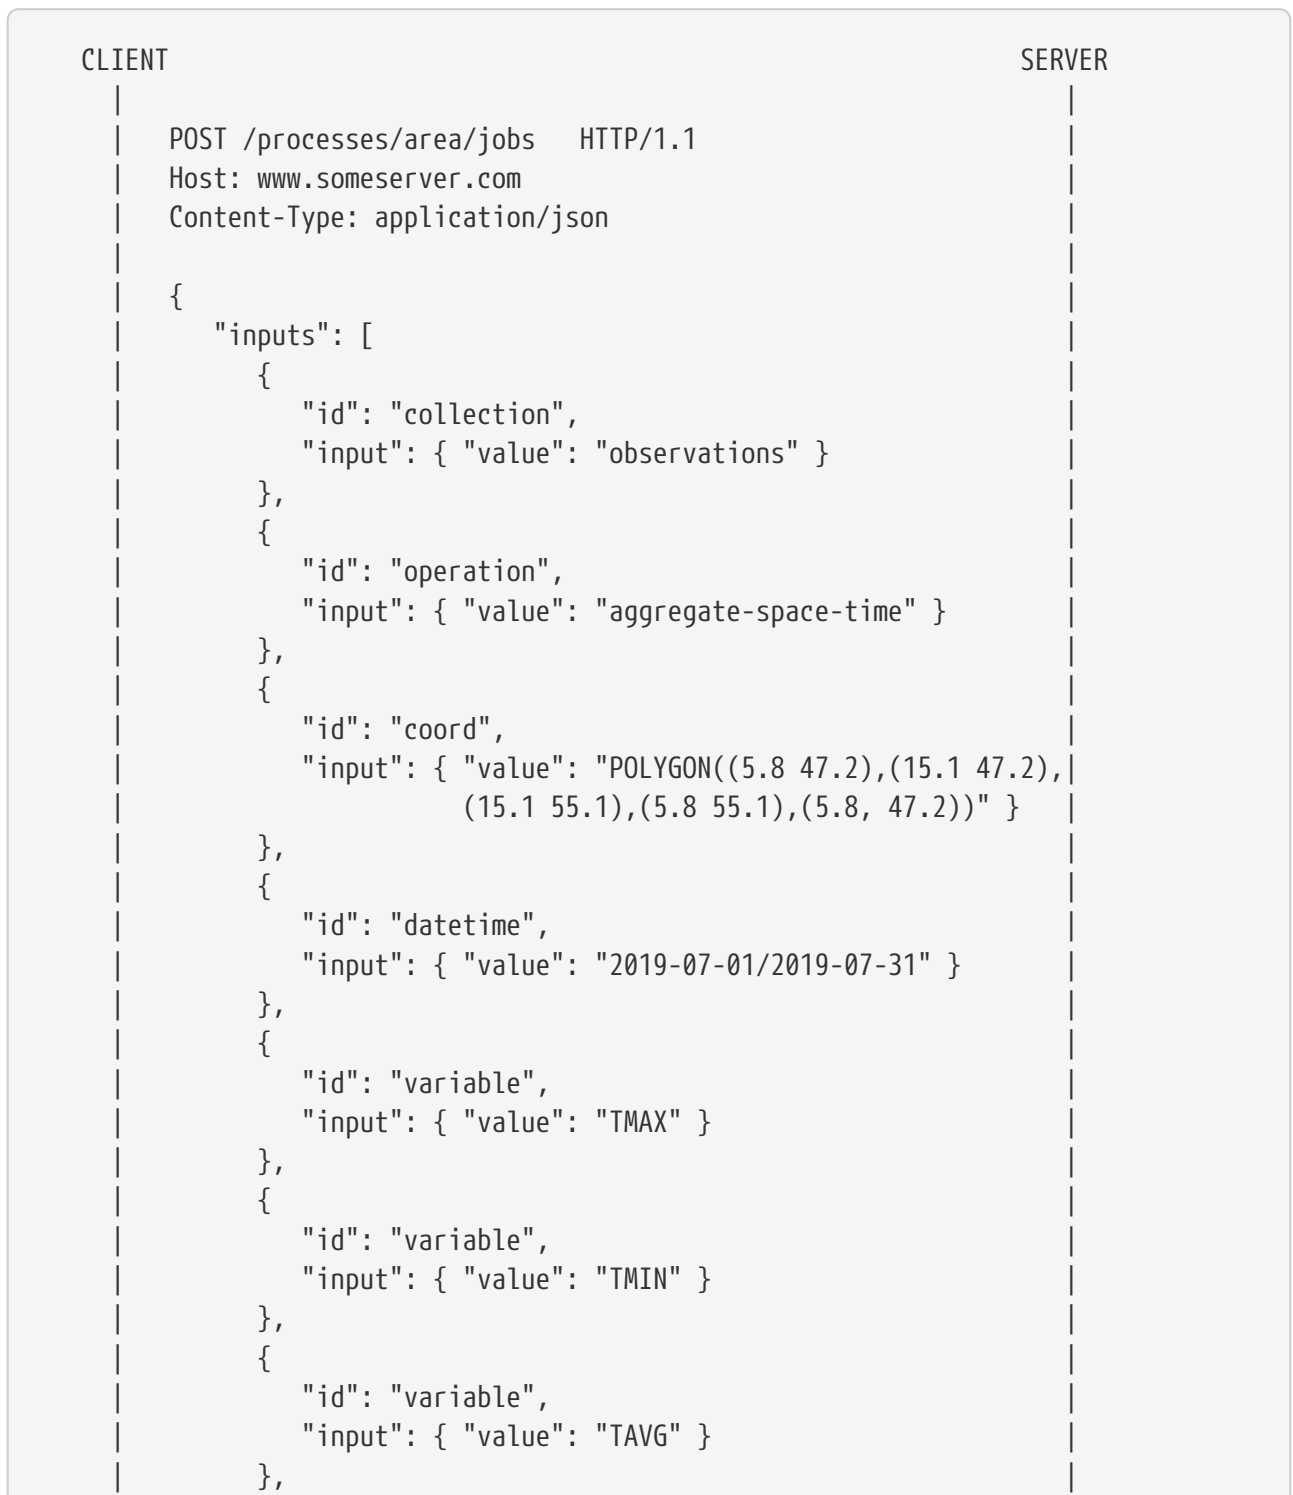 CLIENT                                                          SERVER
  |                                                                |
  |   POST /processes/area/jobs   HTTP/1.1                         |
  |   Host: www.someserver.com                                     |
  |   Content-Type: application/json                               |
  |                                                                |
  |   {                                                            |
  |      "inputs": [                                               |
  |         {                                                      |
  |            "id": "collection",                                 |
  |            "input": { "value": "observations" }                |
  |         },                                                     |
  |         {                                                      |
  |            "id": "operation",                                  |
  |            "input": { "value": "aggregate-space-time" }        |
  |         },                                                     |
  |         {                                                      |
  |            "id": "coord",                                      |
  |            "input": { "value": "POLYGON((5.8 47.2),(15.1 47.2),|
  |                       (15.1 55.1),(5.8 55.1),(5.8, 47.2))" }   |
  |         },                                                     |
  |         {                                                      |
  |            "id": "datetime",                                   |
  |            "input": { "value": "2019-07-01/2019-07-31" }       |
  |         },                                                     |
  |         {                                                      |
  |            "id": "variable",                                   |
  |            "input": { "value": "TMAX" }                        |
  |         },                                                     |
  |         {                                                      |
  |            "id": "variable",                                   |
  |            "input": { "value": "TMIN" }                        |
  |         },                                                     |
  |         {                                                      |
  |            "id": "variable",                                   |
  |            "input": { "value": "TAVG" }                        |
  |         },                                                     |